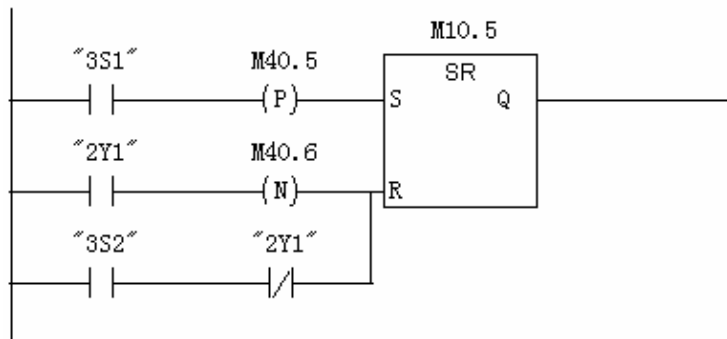 M10.5
"3S1" M40.5
SR
(P) S Q
"2Y1" M40.6
(N) R
"3S2" "2Y1"